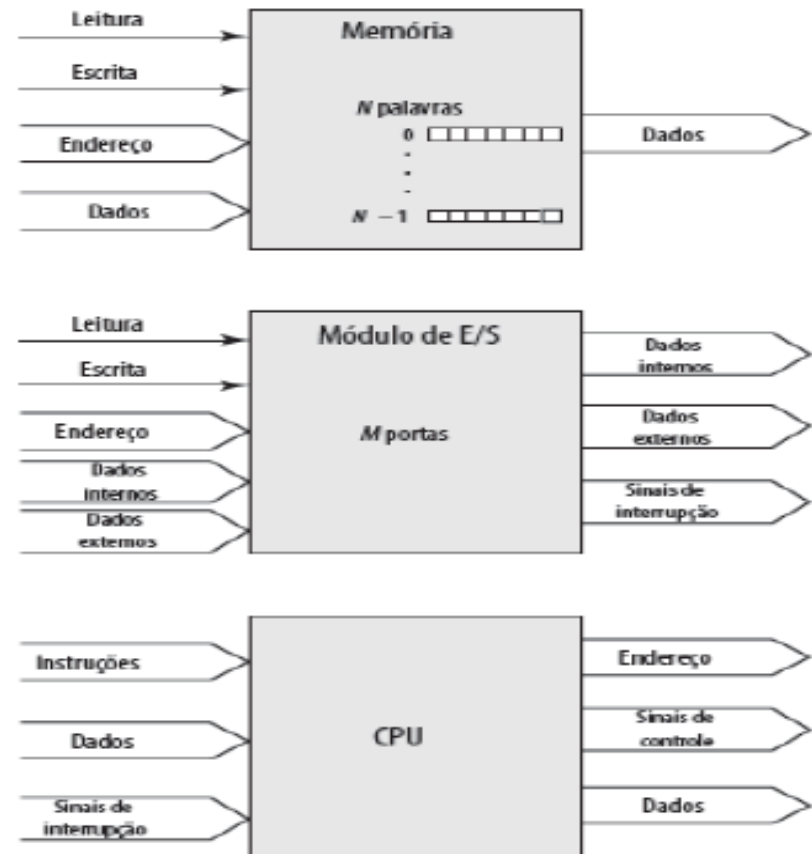 Leitura
Escrita
Endereço
Dados
Memória
N palavras
0
N – 1
Dados
Leitura
Escrita
Endereço
Dados
internos
Dados
externos
Módulo de E/S
M portas
Dados
internos
Dados
externos
Sinais de
interrupção
Instruções
Dados
Sinais de
interrupção
CPU
Endereço
Sinais de
controle
Dados